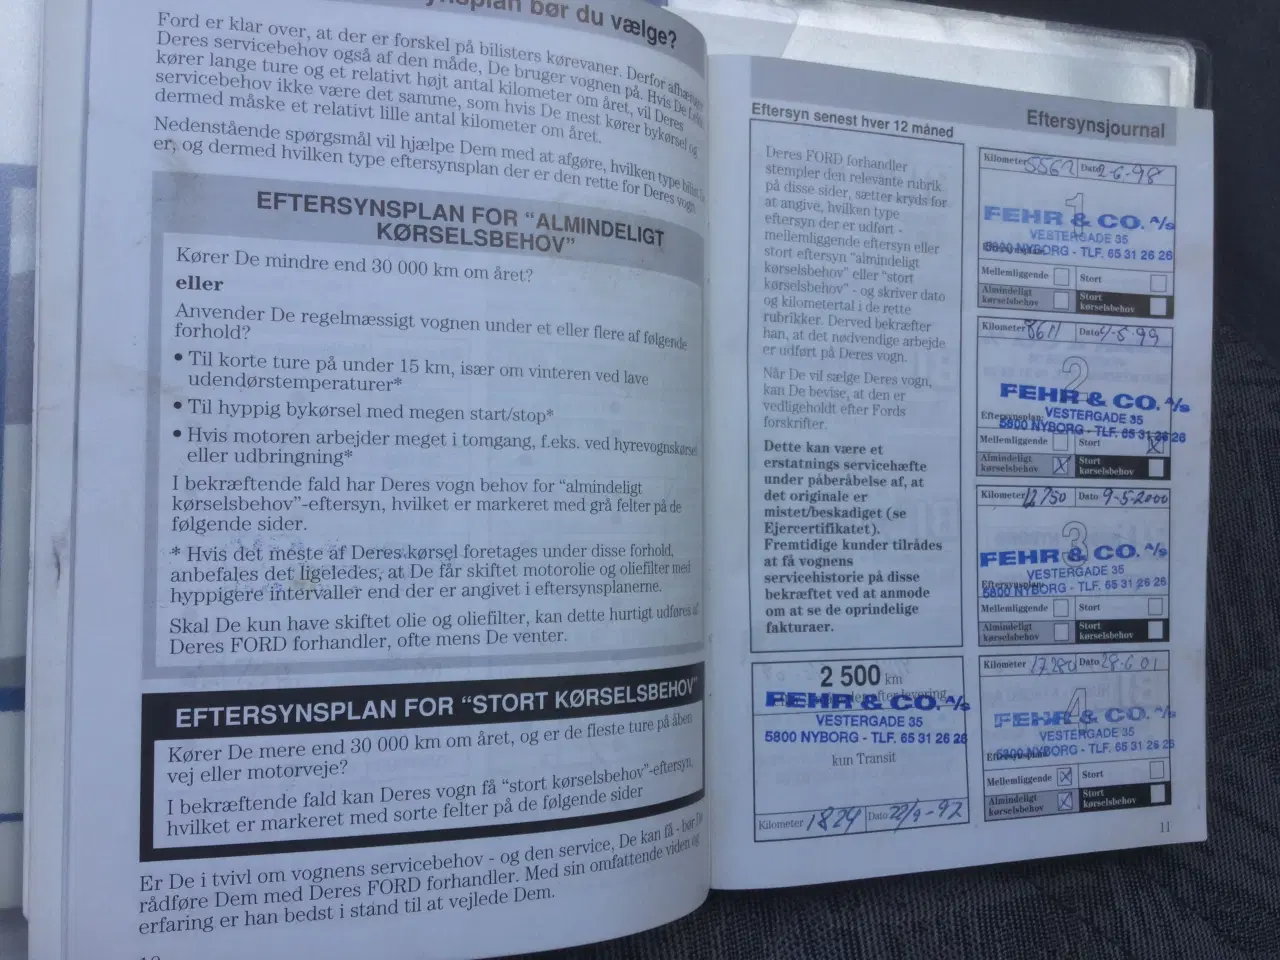 synsplan bør du vælge?
Ford er klar over, at der er forskel på bilisters kørevaner. Derfor afhænger
Deres servicebehov også af den måde, De bruger vognen på. Hvis De f.eks.
kører lange ture og et relativt højt antal kilometer om året, vil Deres
servicebehov ikke være det samme, som hvis De mest kører bykørsel og
dermed måske et relativt lille antal kilometer om året.
Nedenstående spørgsmål vil hjælpe Dem med at afgøre, hvilken type bilist
er, og dermed hvilken type eftersynsplan der er den rette for Deres vogn.
EFTERSYNSPLAN FOR “ALMINDELIGT
KØRSELSBEHOV”
Kører De mindre end 30 000 km om året?
eller
Anvender De regelmæssigt vognen under et eller flere af følgende
forhold?
• Til korte ture på under 15 km, især om vinteren ved lave
udendørstemperaturer*
• Til hyppig bykørsel med megen start/stop*
• Hvis motoren arbejder meget i tomgang, f.eks. ved hyrevognskørsel
eller udbringning*
I bekræftende fald har Deres vogn behov for “almindeligt
kørselsbehov”-eftersyn, hvilket er markeret med grå felter på de
følgende sider.
* Hvis det meste af Deres kørsel foretages under disse forhold,
anbefales det ligeledes, at De får skiftet motorolie og oliefilter med
hyppigere intervaller end der er angivet i eftersynsplanerne.
Skal De kun have skiftet olie og oliefilter, kan dette hurtigt udføres af
Deres FORD forhandler, ofte mens De venter.
EFTERSYNSPLAN FOR “STORT KØRSELSBEHOV”
Kører De mere end 30 000 km om året, og er de fleste ture på åben
vej eller motorveje?
I bekræftende fald kan Deres vogn få “stort kørselsbehov”-eftersyn,
hvilket er markeret med sorte felter på de følgende sider
Er De i tvivl om vognens servicebehov - og den service, De kan få - bør De
rådføre Dem med Deres FORD forhandler. Med sin omfattende viden og
erfaring er han bedst i stand til at vejlede Dem.
Eftersynsjournal
Eftersyn senest hver 12 måned
Deres FORD forhandler
stempler den relevante rubrik
på disse sider, sætter kryds for
at angive, hvilken type
eftersyn der er udført -
mellemliggende eftersyn eller
stort eftersyn “almindeligt
kørselsbehov” eller “stort
kørselsbehov” - og skriver dato
og kilometertal i de rette
rubrikker. Derved bekræfter
han, at det nødvendige arbejde
er udført på Deres vogn.
Når De vil sælge Deres vogn,
kan De bevise, at den er
vedligeholdt efter Fords
forskrifter.
Dette kan være et
erstatnings servicehæfte
under påberåbelse af, at
det originale er
mistet/beskadiget (se
Ejercertifikatet).
Fremtidige kunder tilrådes
at få vognens
servicehistorie på disse
bekræftet ved at anmode
om at se de oprindelige
fakturaer.
2 500 km
efter levering
FEHR & CO. A/s
VESTERGADE 35
5800 NYBORG - TLF. 65 31 26 26
kun Transit
Kilometer 1824 Dato 22/9-97
Kilometer 5562 Dato 2-6-98
1
FEHR & CO. A/s
VESTERGADE 35
5800 NYBORG - TLF. 65 31 26 26
Mellemliggende Stort
Almindeligt kørselsbehov Stort kørselsbehov
Kilometer 8611 Dato -5-99
2
FEHR & CO. A/s
Eftersynsplan: VESTERGADE 35
5800 NYBORG - TLF. 65 31 26 26
Mellemliggende Stort
Almindeligt kørselsbehov Stort kørselsbehov
Kilometer 12750 Dato 9-5-2000
3
FEHR & CO. A/s
VESTERGADE 35
Eftersynsplan:
5800 NYBORG - TLF. 65 31 26 26
Mellemliggende Stort
Almindeligt kørselsbehov Stort kørselsbehov
Kilometer 17280 Dato 28-6 01
4
FEHR & CO. A/s
VESTERGADE 35
5800 NYBORG - TLF. 65 31 26 26
Mellemliggende Stort
Almindeligt kørselsbehov Stort kørselsbehov
11